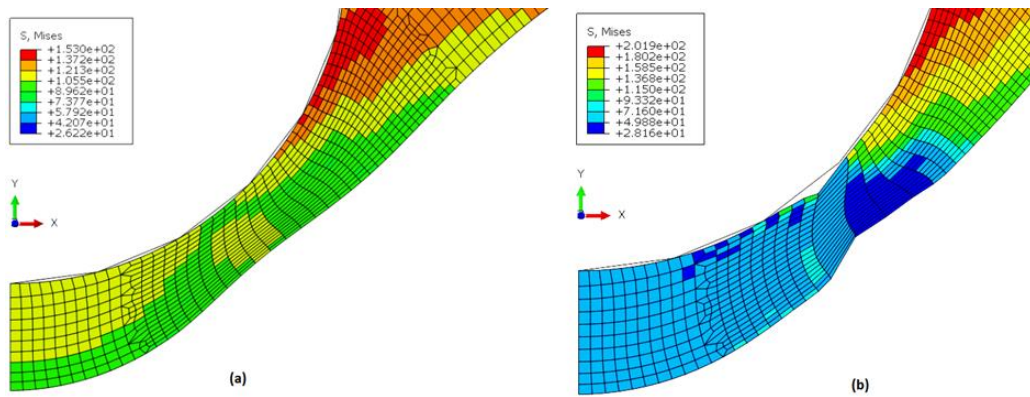 S, Mises
+1.530e+02
+1.372e+02
+1.213e+02
+1.055e+02
+8.962e+01
+7.377e+01
+5.792e+01
+4.207e+01
+2.622e+01
Y
X
(a)
S, Mises
+2.019e+02
+1.802e+02
+1.585e+02
+1.368e+02
+1.150e+02
+9.332e+01
+7.160e+01
+4.988e+01
+2.816e+01
Y
X
(b)